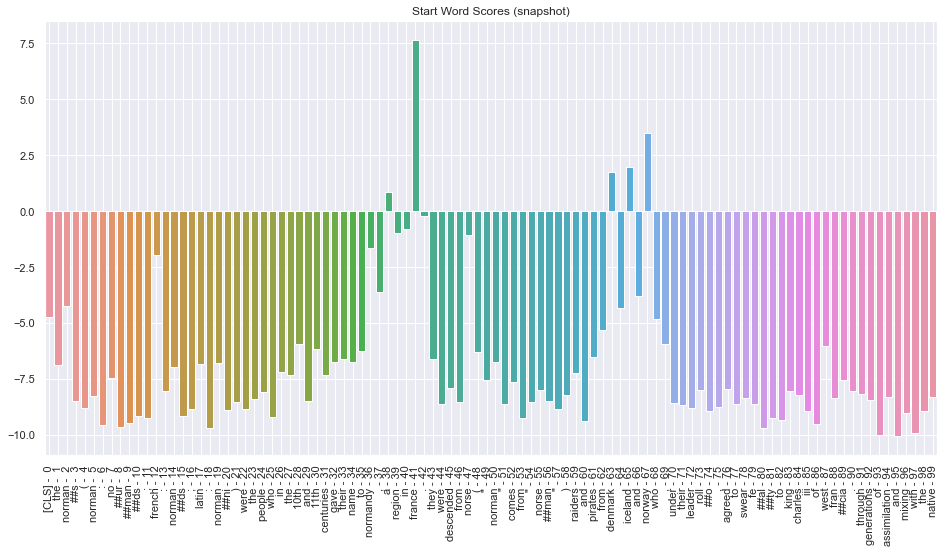 Start Word Scores (snapshot)
7.5
5.0
2.5
0.0
−2.5
−5.0
−7.5
−10.0
[CLS] - 0
the - 1
norman - 2
##s - 3
( - 4
norman - 5
: - 6
no - 7
##ur - 8
##man - 9
##ds - 10
; - 11
french - 12
: - 13
norman - 14
##ds - 15
; - 16
latin - 17
: - 18
norman - 19
##ni - 20
) - 21
were - 22
the - 23
people - 24
who - 25
in - 26
the - 27
10th - 28
and - 29
11th - 30
centuries - 31
gave - 32
their - 33
name - 34
to - 35
normandy - 36
, - 37
a - 38
region - 39
in - 40
france - 41
. - 42
they - 43
were - 44
descended - 45
from - 46
norse - 47
( - 48
" - 49
norman - 50
" - 51
comes - 52
from - 53
" - 54
norse - 55
##man - 56
" - 57
) - 58
raiders - 59
and - 60
pirates - 61
from - 62
denmark - 63
, - 64
iceland - 65
and - 66
norway - 67
who - 68
, - 69
under - 70
their - 71
leader - 72
roll - 73
##o - 74
, - 75
agreed - 76
to - 77
swear - 78
fe - 79
##al - 80
##ty - 81
to - 82
king - 83
charles - 84
iii - 85
of - 86
west - 87
fran - 88
##cia - 89
. - 90
through - 91
generations - 92
of - 93
assimilation - 94
and - 95
mixing - 96
with - 97
the - 98
native - 99